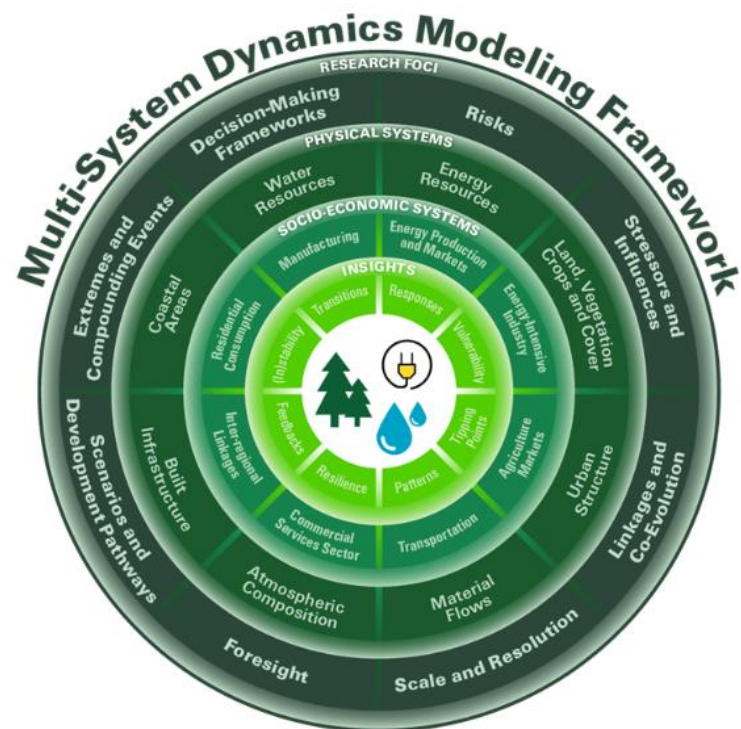 Multi-System Dynamics Modeling Framework
RESEARCH FOCI
Decision-Making
Frameworks
Risks
Stressors and
Influences
Linkages and
Co-Evolution
Scale and Resolution
Foresight
Scenarios and
Development Pathways
Extremes and
Compounding Events
PHYSICAL SYSTEMS
Water
Resources
Energy
Resources
Land, Vegetation
Crops and Cover
Urban
Structure
Material
Flows
Atmospheric
Composition
Built
Infrastructure
Coastal
Areas
SOCIO-ECONOMIC SYSTEMS
Manufacturing
Energy Production
and Markets
Energy-Intensive
Industry
Agriculture
Markets
Transportation
Commercial
Services Sector
Inter-regional
Linkages
Residential
Consumption
INSIGHTS
Transitions
Responses
Vulnerability
Tipping
Points
Patterns
Resilience
Feedbacks
(In)stability